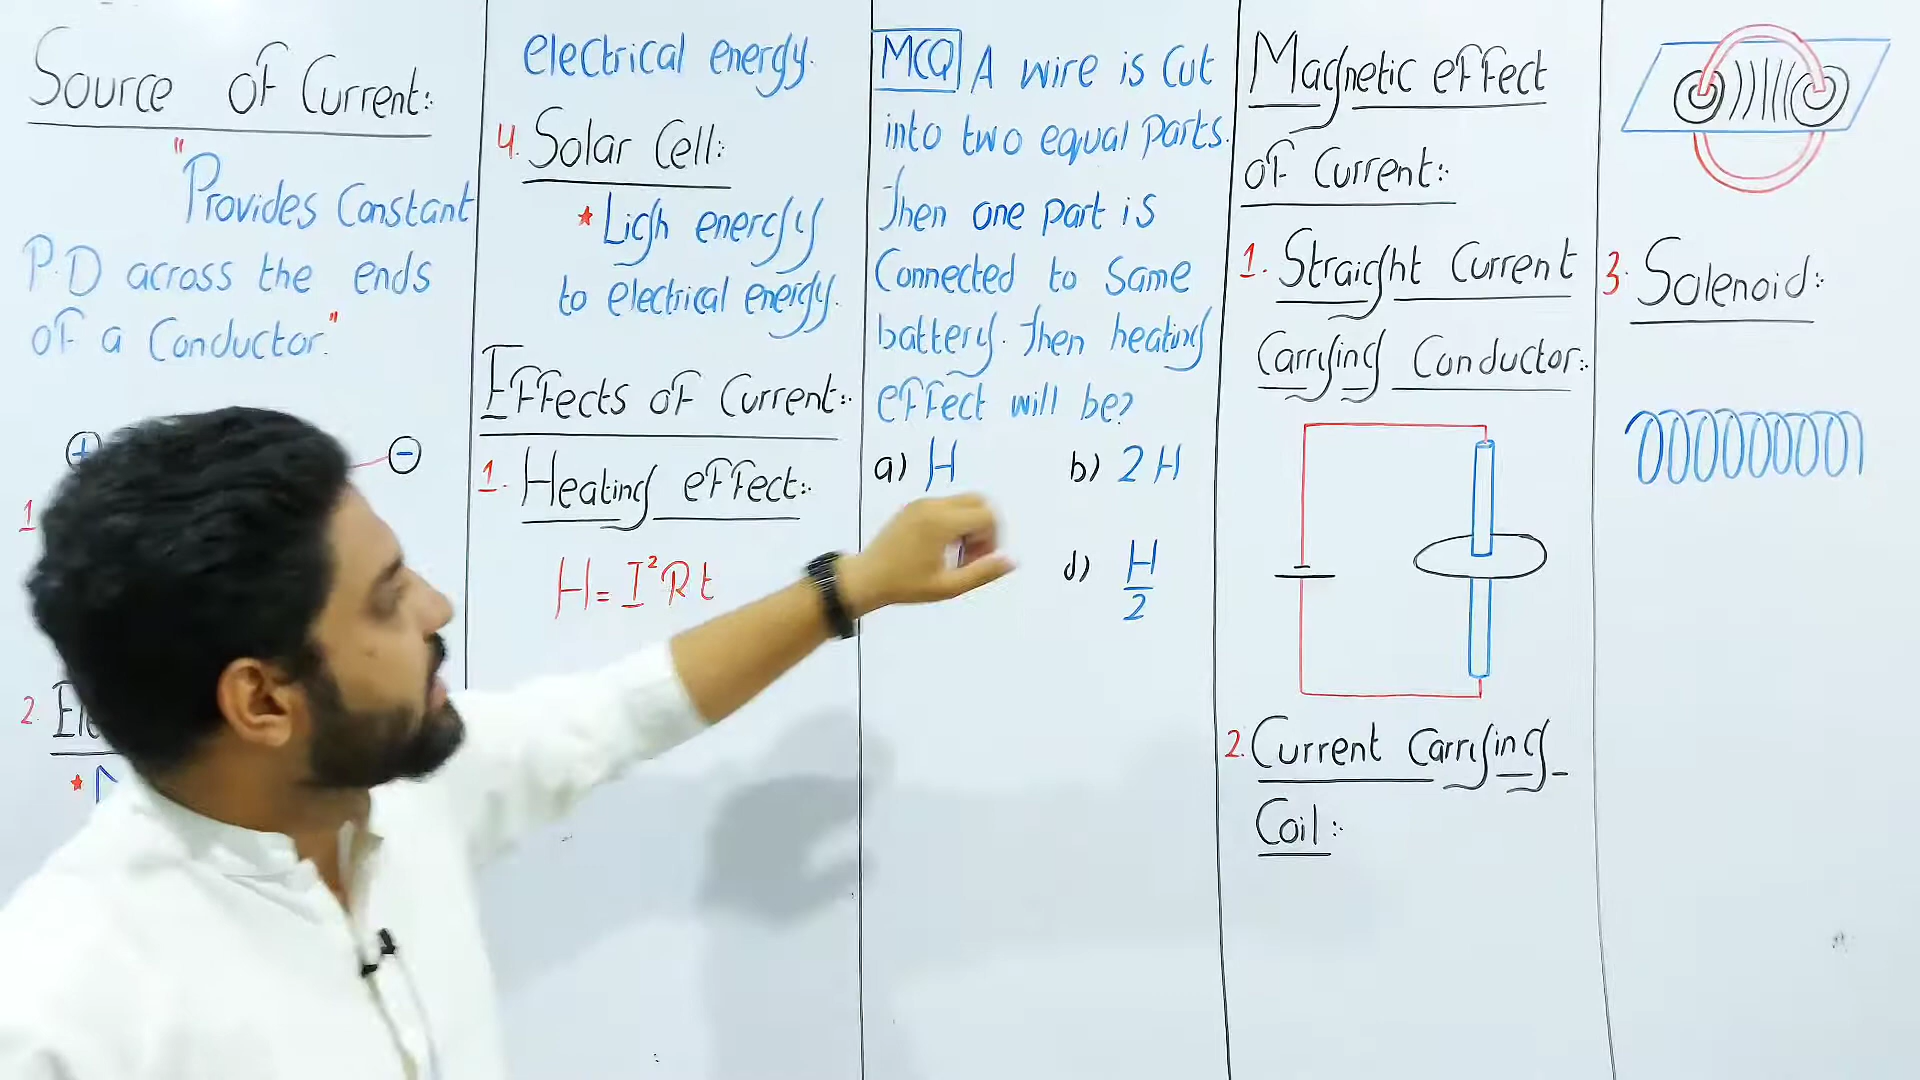 Source of Current:
"Provides Constant
P.D across the ends
of a Conductor."
+
-
1
2.
electrical energy.
4. Solar Cell:
* Ligh energy
to electrical energy.
Effects of Current:
1. Heating effect:
H = I²Rt
MCQ A wire is Cut
into two equal Parts.
Then one part is
Connected to Same
battery. Then heating
effect will be?
a) H b) 2H
d) H/2
Magnetic effect
of Current:
1. Straight Current
Carrying Conductor:
2. Current Carrying
Coil:
3. Solenoid: